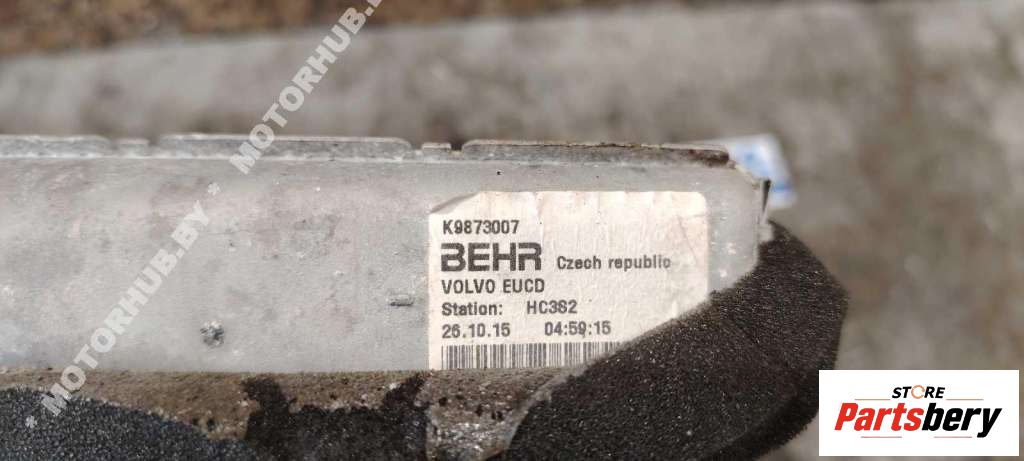 * MOTORHUB.BY * MOTORHUB.BY
K9873007
BEHR Czech republic
VOLVO EUCD
Station: HC3S2
26.10.15 04:59:15
STORE
Partsbery